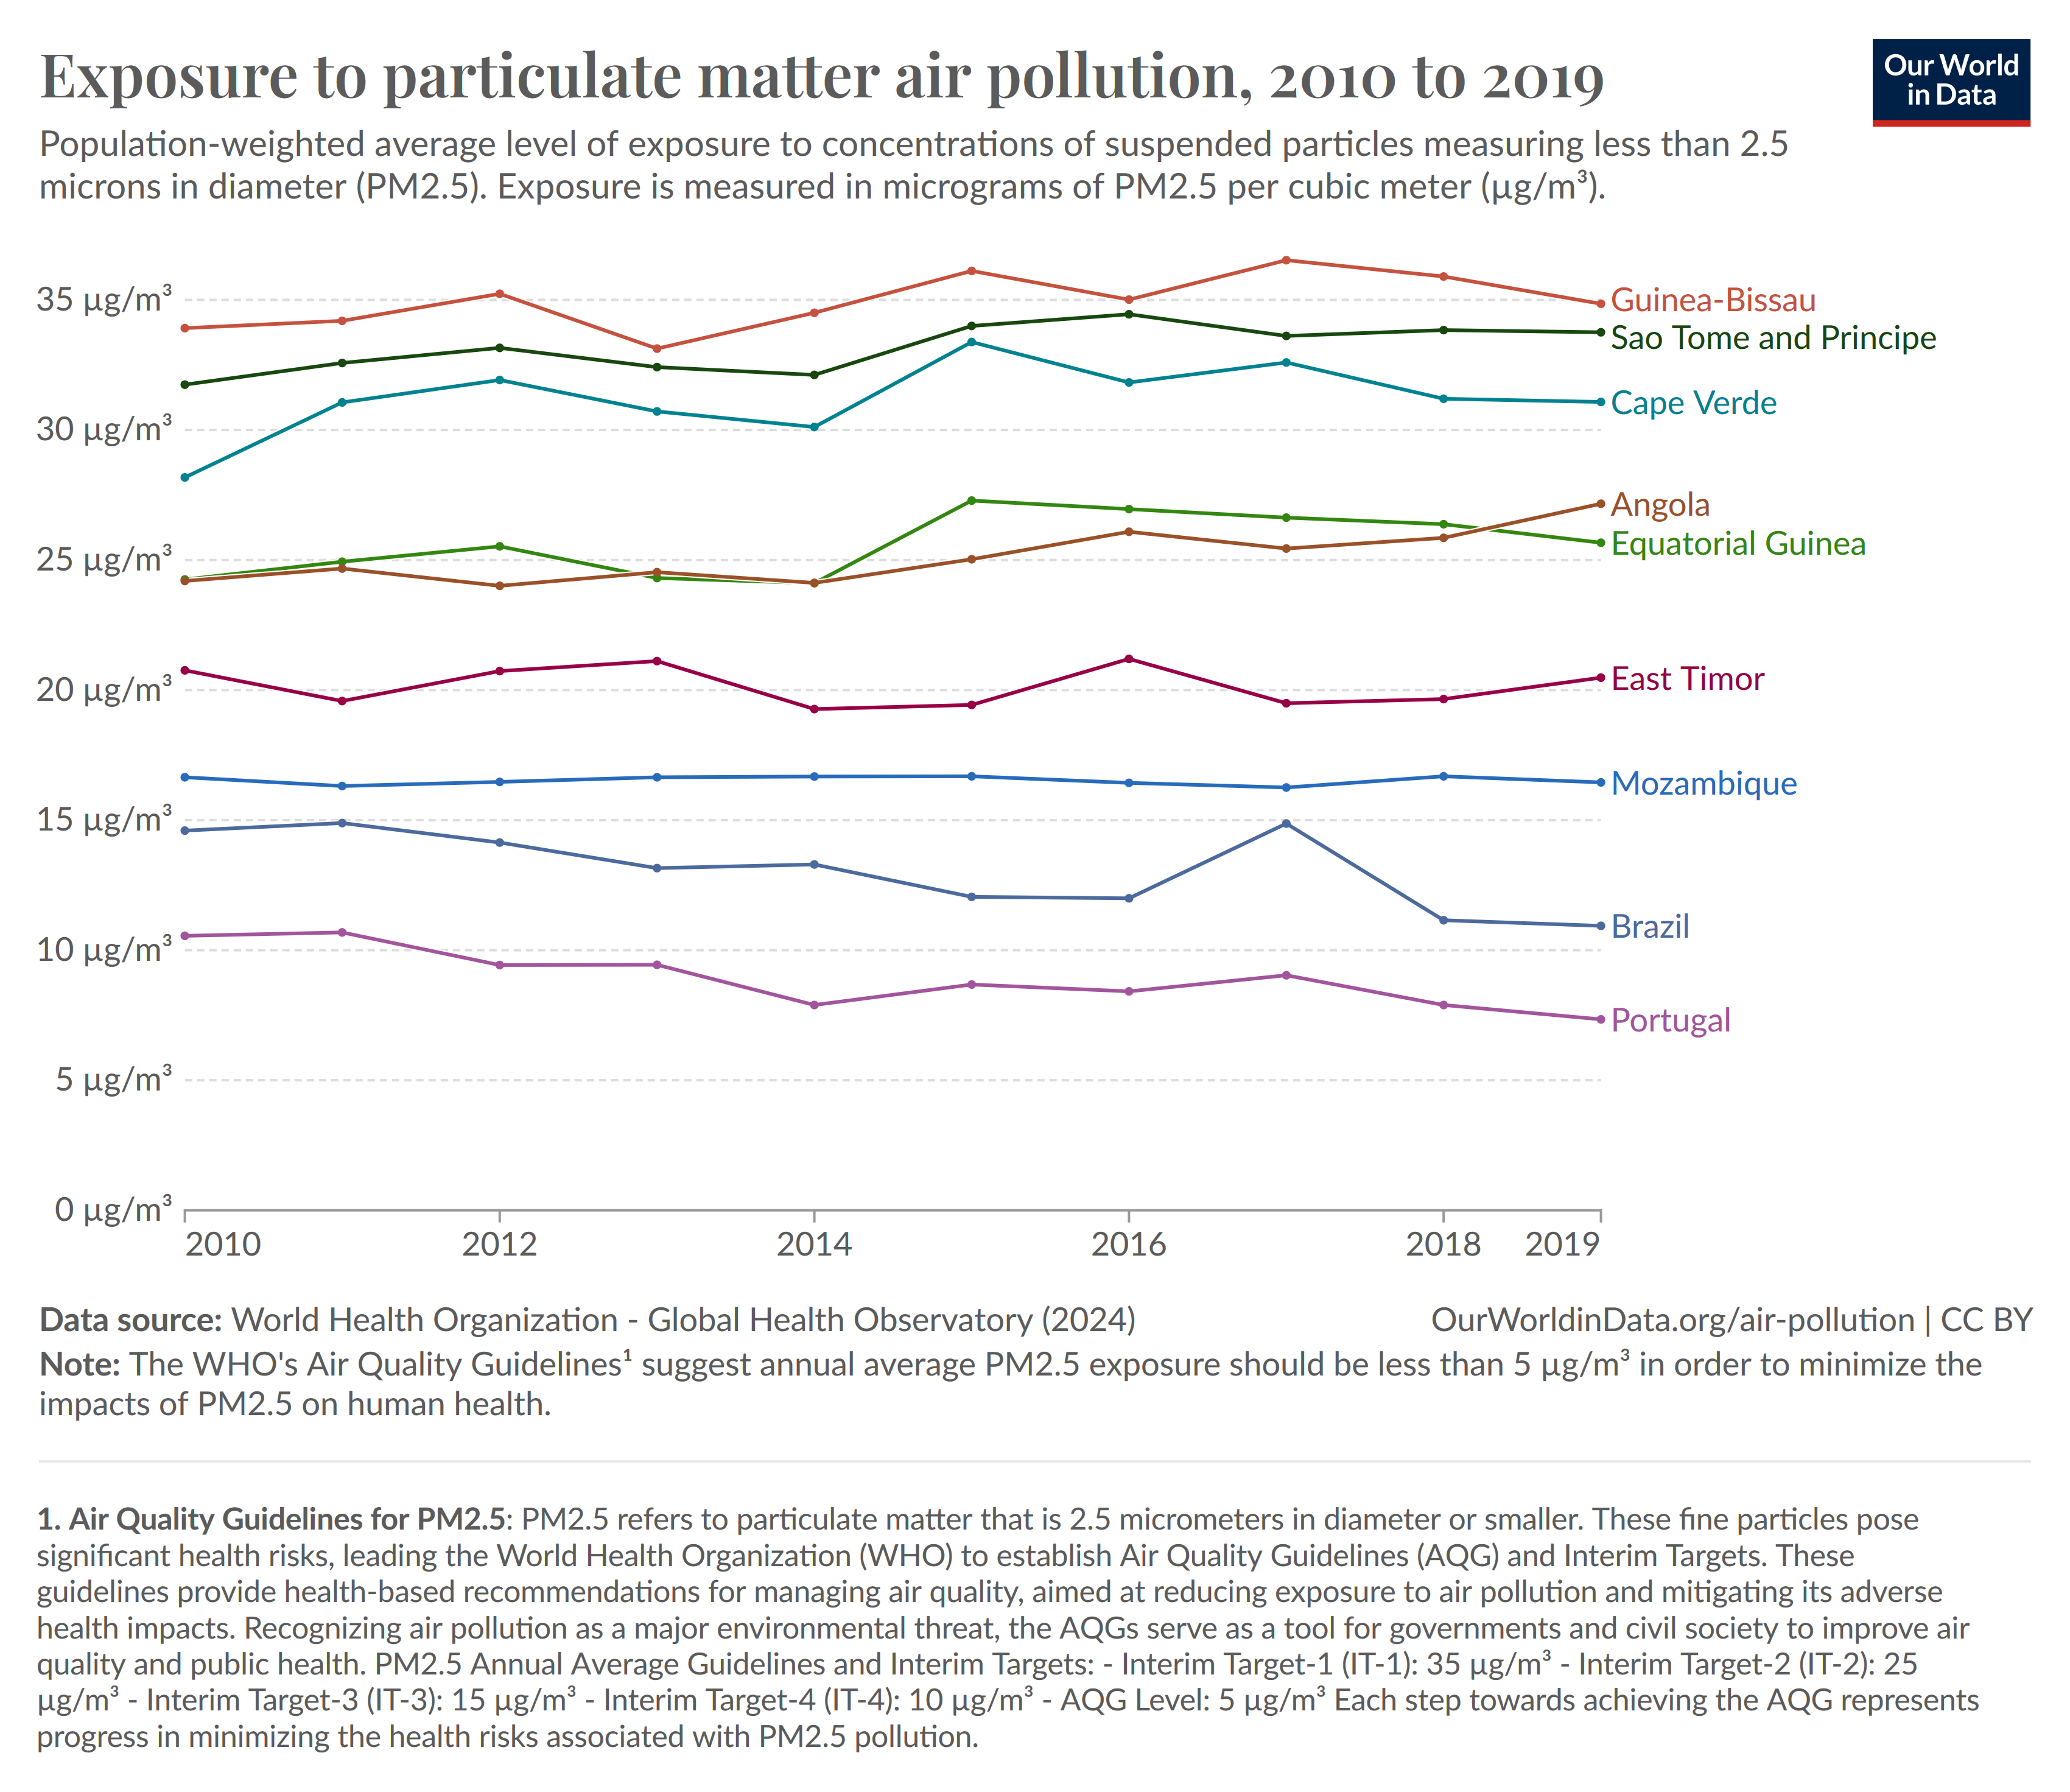 Exposure to particulate matter air pollution, 2010 to 2019
Our World
in Data
Population-weighted average level of exposure to concentrations of suspended particles measuring less than 2.5
microns in diameter (PM2.5). Exposure is measured in micrograms of PM2.5 per cubic meter (µg/m³).
35 µg/m³
30 µg/m³
25 µg/m³
20 µg/m³
15 µg/m³
10 µg/m³
5 µg/m³
0 µg/m³
Guinea-Bissau
Sao Tome and Principe
Cape Verde
Angola
Equatorial Guinea
East Timor
Mozambique
Brazil
Portugal
2010 2012 2014 2016 2018 2019
Data source: World Health Organization - Global Health Observatory (2024)
OurWorldinData.org/air-pollution | CC BY
Note: The WHO's Air Quality Guidelines¹ suggest annual average PM2.5 exposure should be less than 5 µg/m³ in order to minimize the
impacts of PM2.5 on human health.
1. Air Quality Guidelines for PM2.5: PM2.5 refers to particulate matter that is 2.5 micrometers in diameter or smaller. These fine particles pose
significant health risks, leading the World Health Organization (WHO) to establish Air Quality Guidelines (AQG) and Interim Targets. These
guidelines provide health-based recommendations for managing air quality, aimed at reducing exposure to air pollution and mitigating its adverse
health impacts. Recognizing air pollution as a major environmental threat, the AQGs serve as a tool for governments and civil society to improve air
quality and public health. PM2.5 Annual Average Guidelines and Interim Targets: - Interim Target-1 (IT-1): 35 µg/m³ - Interim Target-2 (IT-2): 25
µg/m³ - Interim Target-3 (IT-3): 15 µg/m³ - Interim Target-4 (IT-4): 10 µg/m³ - AQG Level: 5 µg/m³ Each step towards achieving the AQG represents
progress in minimizing the health risks associated with PM2.5 pollution.